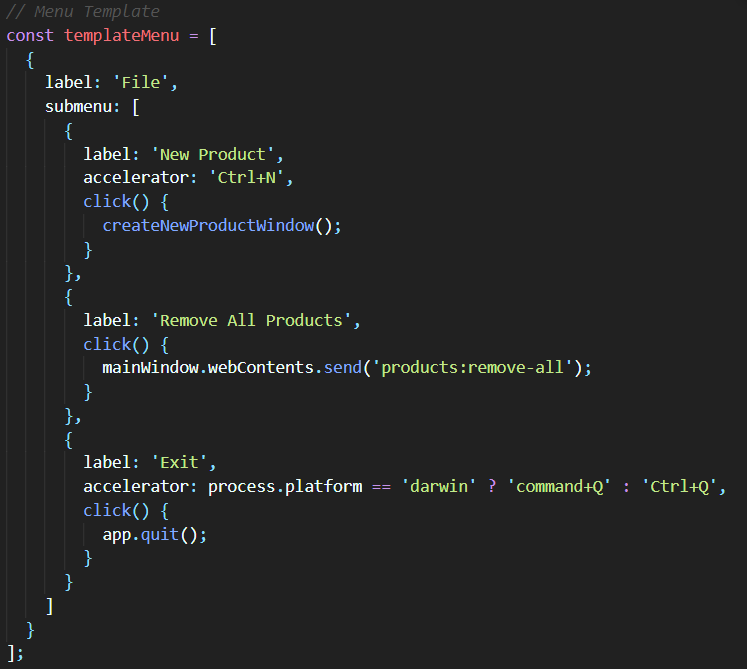 // Menu Template
const templateMenu = [
  {
    label: 'File',
    submenu: [
      {
        label: 'New Product',
        accelerator: 'Ctrl+N',
        click() {
          createNewProductWindow();
        }
      },
      {
        label: 'Remove All Products',
        click() {
          mainWindow.webContents.send('products:remove-all');
        }
      },
      {
        label: 'Exit',
        accelerator: process.platform == 'darwin' ? 'command+Q' : 'Ctrl+Q',
        click() {
          app.quit();
        }
      }
    ]
  }
];